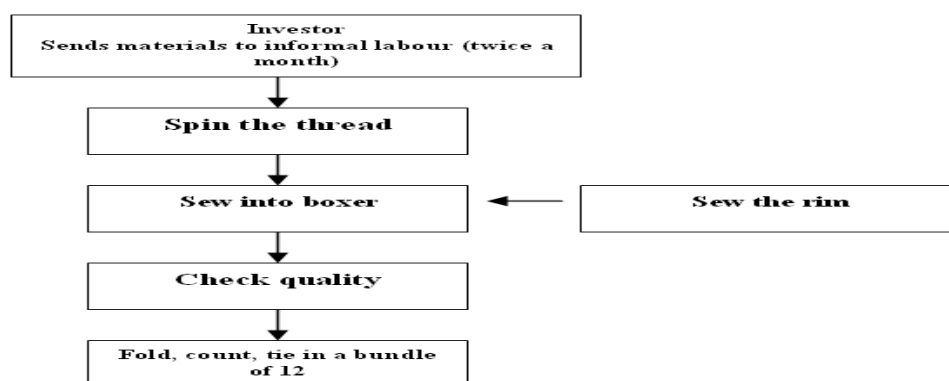 Investor
Sends materials to informal labour (twice a
month)
Spin the thread
Sew into boxer
Sew the rim
Check quality
Fold, count, tie in a bundle
of 12